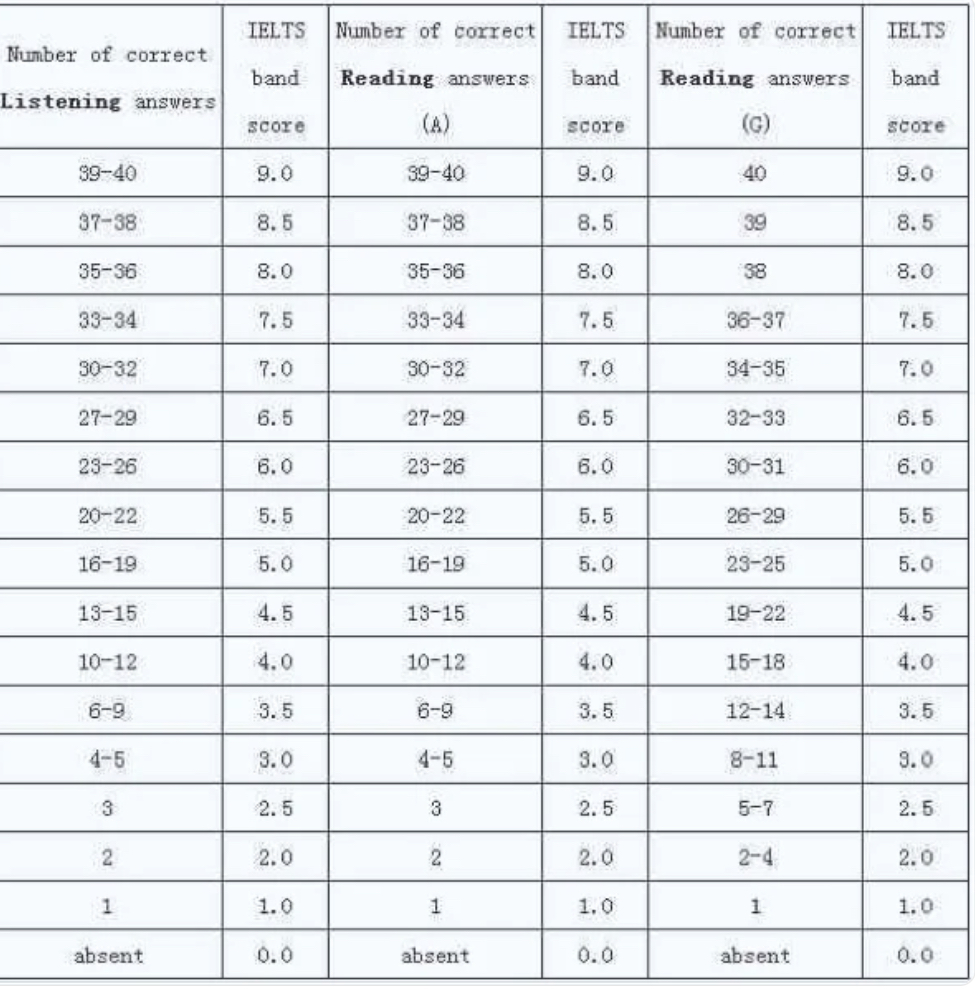 Number of correct Listening answers | IELTS band score | Number of correct Reading answers (A) | IELTS band score | Number of correct Reading answers (G) | IELTS band score
39-40 | 9.0 | 39-40 | 9.0 | 40 | 9.0
37-38 | 8.5 | 37-38 | 8.5 | 39 | 8.5
35-36 | 8.0 | 35-36 | 8.0 | 38 | 8.0
33-34 | 7.5 | 33-34 | 7.5 | 36-37 | 7.5
30-32 | 7.0 | 30-32 | 7.0 | 34-35 | 7.0
27-29 | 6.5 | 27-29 | 6.5 | 32-33 | 6.5
23-26 | 6.0 | 23-26 | 6.0 | 30-31 | 6.0
20-22 | 5.5 | 20-22 | 5.5 | 26-29 | 5.5
16-19 | 5.0 | 16-19 | 5.0 | 23-25 | 5.0
13-15 | 4.5 | 13-15 | 4.5 | 19-22 | 4.5
10-12 | 4.0 | 10-12 | 4.0 | 15-18 | 4.0
6-9 | 3.5 | 6-9 | 3.5 | 12-14 | 3.5
4-5 | 3.0 | 4-5 | 3.0 | 8-11 | 3.0
3 | 2.5 | 3 | 2.5 | 5-7 | 2.5
2 | 2.0 | 2 | 2.0 | 2-4 | 2.0
1 | 1.0 | 1 | 1.0 | 1 | 1.0
absent | 0.0 | absent | 0.0 | absent | 0.0